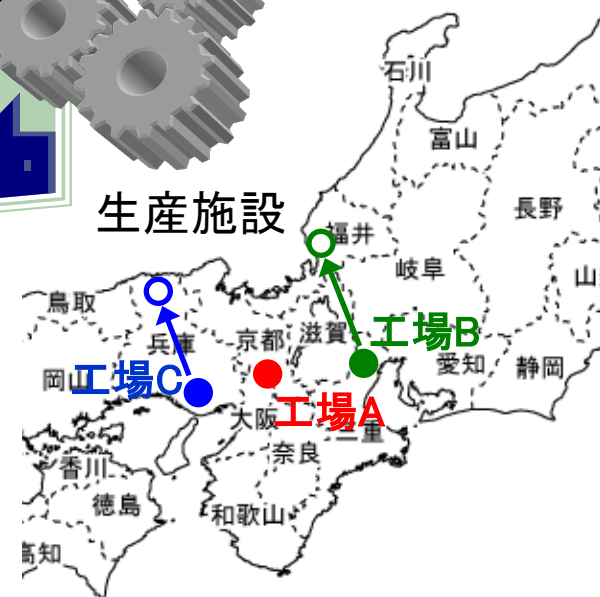 石川
富山
生産施設
長野
福井
岐阜
山
鳥取
兵庫
京都
滋賀
工場B
愛知
静岡
岡山
工場C
大阪
工場A
三重
奈良
香川
徳島
和歌山
高知